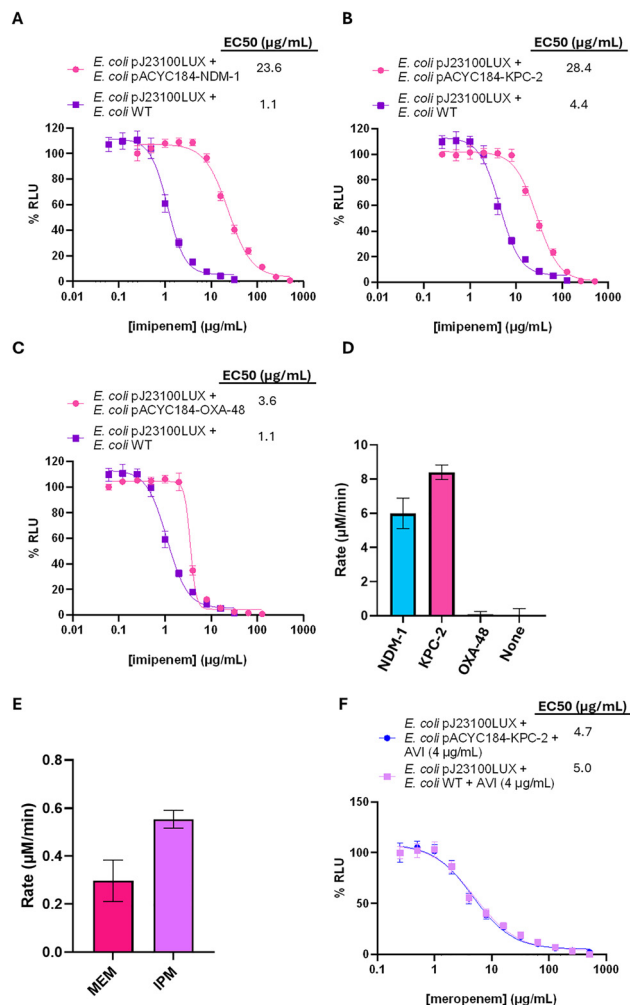 A
EC50 (µg/mL)
E. coli pJ23100LUX +
E. coli pACYC184-NDM-1
23.6
E. coli pJ23100LUX +
E. coli WT
1.1
120
100
80
60
40
20
0
% RLU
0.01
0.1
1
10
100
1000
[imipenem] (µg/mL)
B
EC50 (µg/mL)
E. coli pJ23100LUX +
E. coli pACYC184-KPC-2
28.4
E. coli pJ23100LUX +
E. coli WT
4.4
120
100
80
60
40
20
0
% RLU
0.01
0.1
1
10
100
1000
[imipenem] (µg/mL)
C
EC50 (µg/mL)
E. coli pJ23100LUX +
E. coli pACYC184-OXA-48
3.6
E. coli pJ23100LUX +
E. coli WT
1.1
120
100
80
60
40
20
0
% RLU
0.01
0.1
1
10
100
1000
[imipenem] (µg/mL)
D
10
8
6
4
2
0
Rate (µM/min)
NDM-1
KPC-2
OXA-48
None
E
0.8
0.6
0.4
0.2
0.0
Rate (µM/min)
MEM
IPM
F
EC50 (µg/mL)
E. coli pJ23100LUX +
E. coli pACYC184-KPC-2 +
AVI (4 µg/mL)
4.7
E. coli pJ23100LUX +
E. coli WT + AVI (4 µg/mL)
5.0
150
100
50
0
% RLU
0.1
1
10
100
1000
[meropenem] (µg/mL)